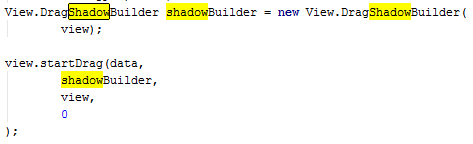 View.DragShadowBuilder shadowBuilder = new View.DragShadowBuilder(
view);
view.startDrag(data,
shadowBuilder,
view,
0
);